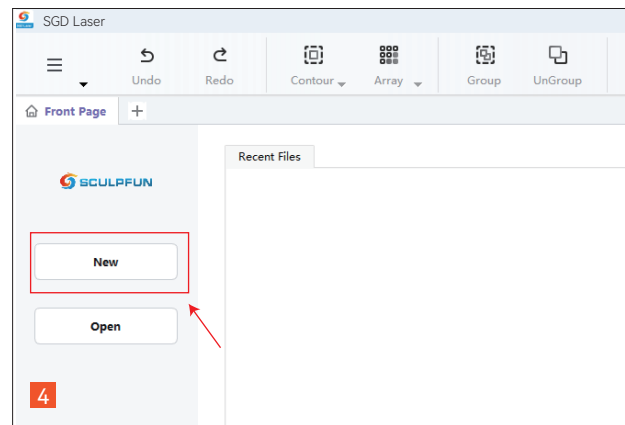 SGD Laser
Undo Redo Contour Array Group UnGroup
Front Page
Recent Files
SCULPFUN
New
Open
4